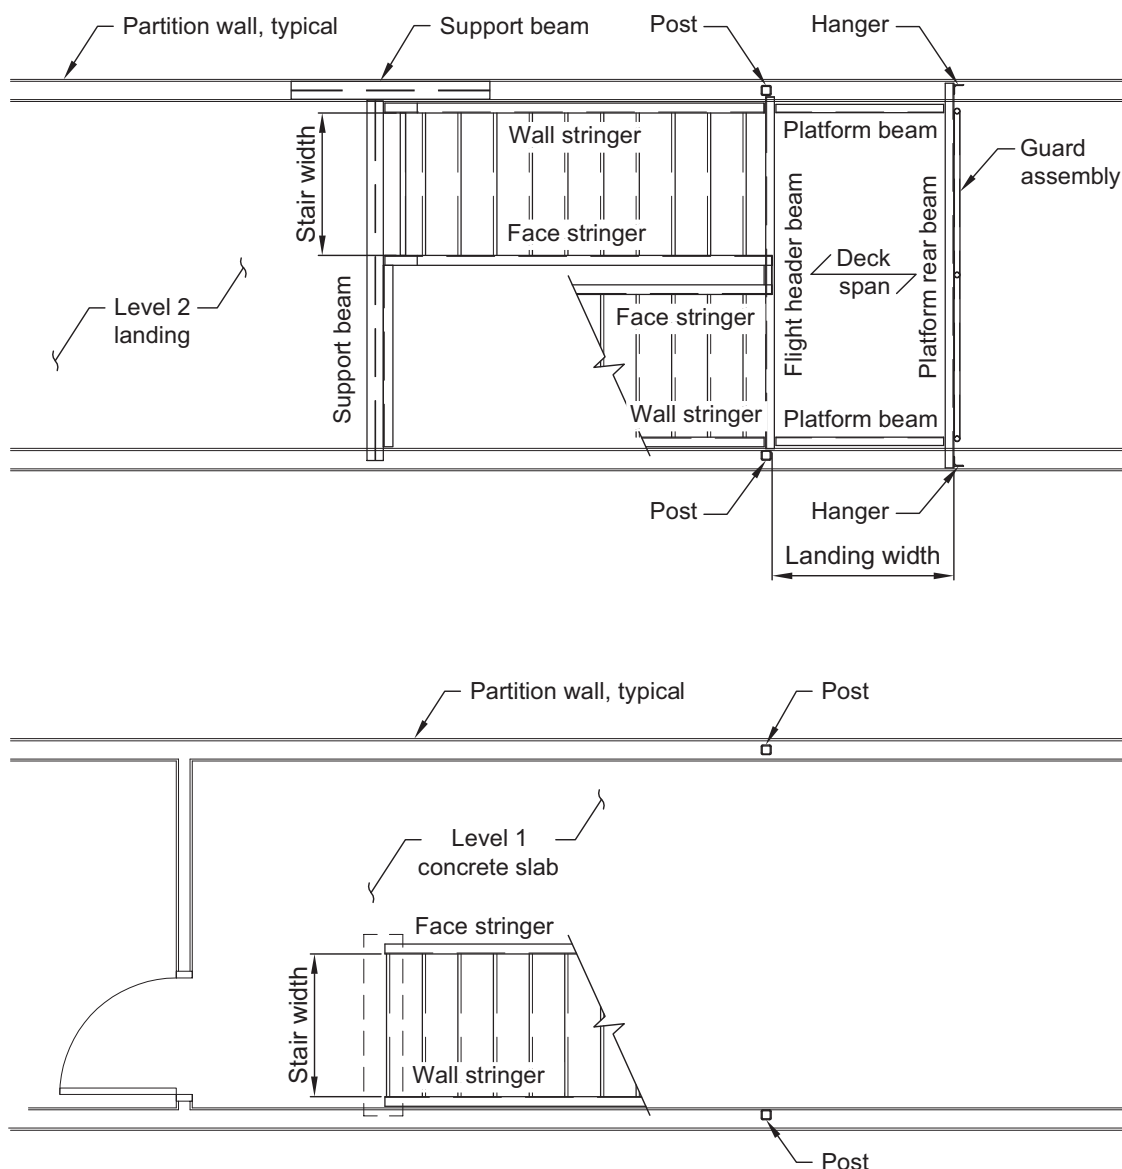 Partition wall, typical
Support beam
Post
Hanger
Wall stringer
Platform beam
Guard
assembly
Stair width
Face stringer
Flight header beam
Deck
span
Platform rear beam
Level 2
landing
Support beam
Face stringer
Wall stringer
Platform beam
Post
Hanger
Landing width
Partition wall, typical
Post
Level 1
concrete slab
Face stringer
Stair width
Wall stringer
Post